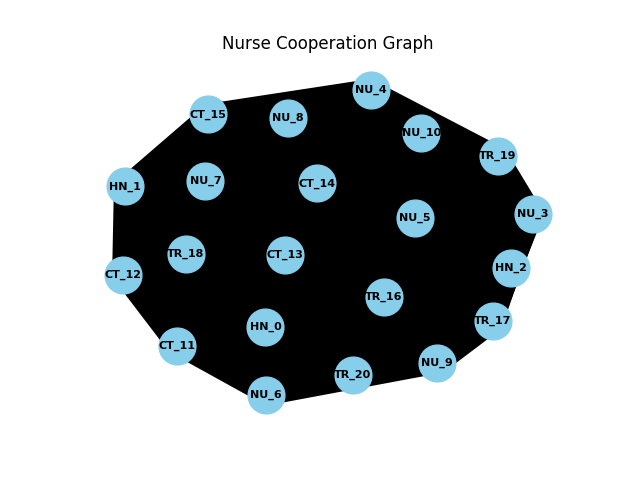 Nurse Cooperation Graph
NU_4
CT_15
NU_8
NU_10
TR_19
NU_7
CT_14
HN_1
NU_3
NU_5
TR_18
CT_13
HN_2
CT_12
TR_16
TR_17
HN_0
CT_11
NU_9
TR_20
NU_6